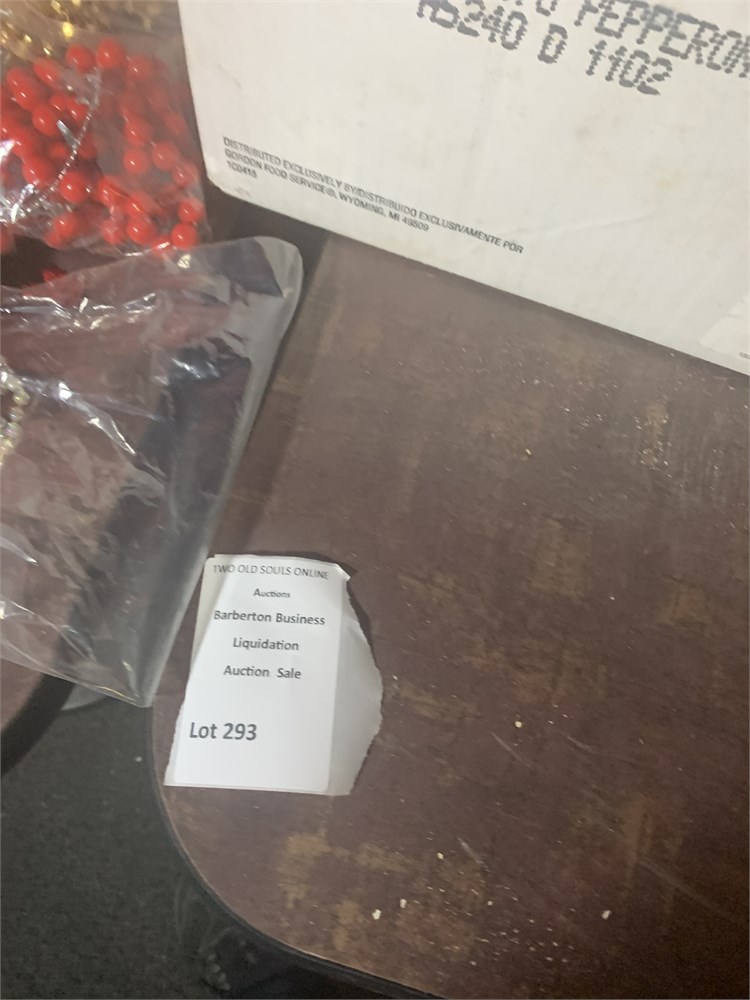 PEPPERON
240 D 1102
DISTRIBUTED EXCLUSIVELY BY/DISTRIBUIDO EXCLUSIVAMENTE POR
GORDON FOOD SERVICE®, WYOMING, MI 49509
TWO OLD SOULS ONLINE
Auctions
Barberton Business
Liquidation
Auction Sale
Lot 293